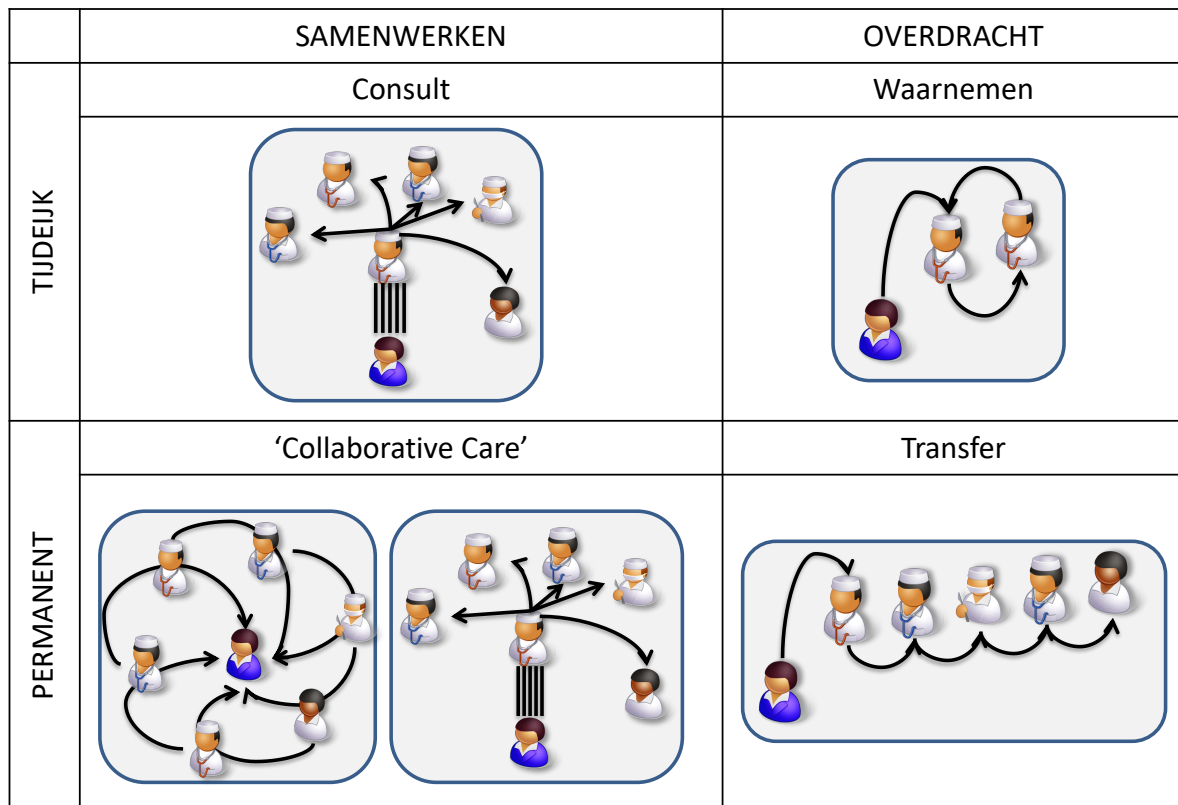 SAMENWERKEN
OVERDRACHT
TIJDEIJK
Consult
Waarnemen
PERMANENT
‘Collaborative Care’
Transfer